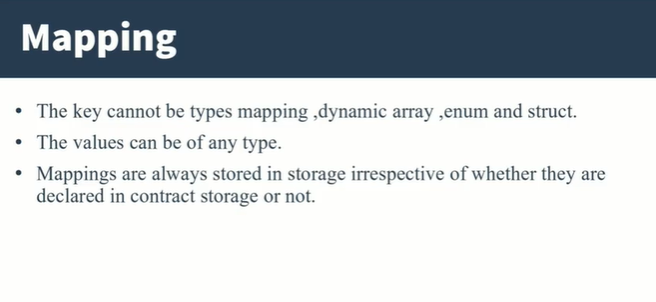 Mapping
• The key cannot be types mapping ,dynamic array ,enum and struct.
• The values can be of any type.
• Mappings are always stored in storage irrespective of whether they are
declared in contract storage or not.